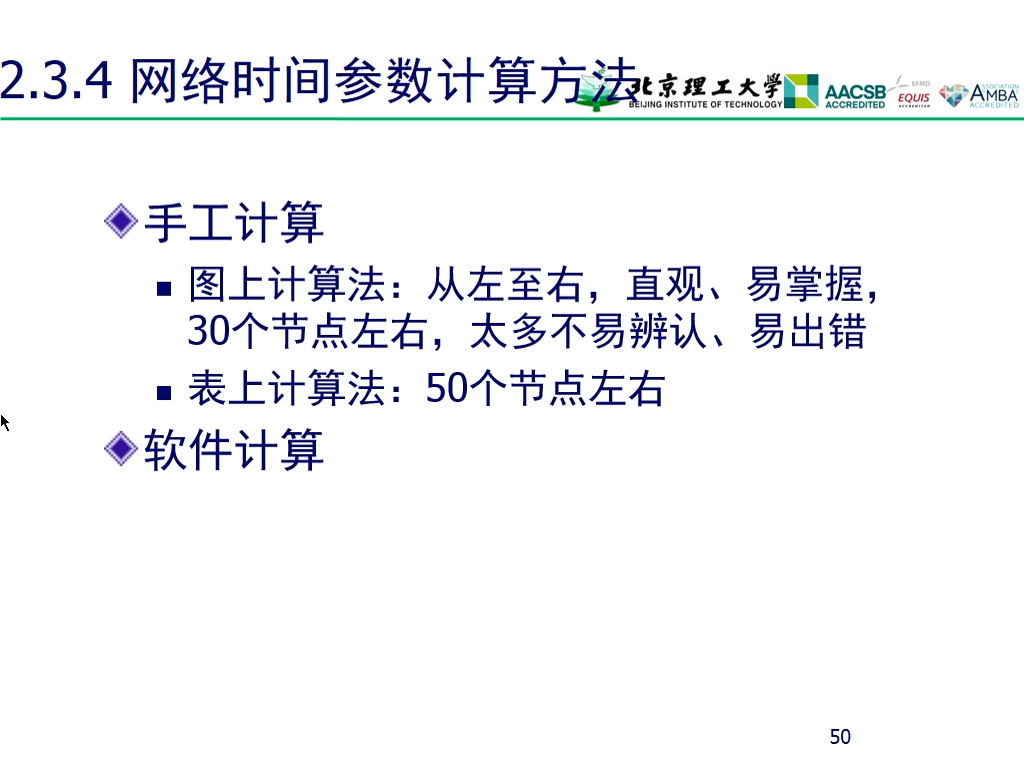 2.3.4 网络时间参数计算方法
北京理工大学
BEIJING INSTITUTE OF TECHNOLOGY
AACSB
ACCREDITED
EFMD
EQUIS
ACCREDITED
ASSOCIATION
AMBA
ACCREDITED
手工计算
图上计算法：从左至右，直观、易掌握，
30个节点左右，太多不易辨认、易出错
表上计算法：50个节点左右
软件计算
50